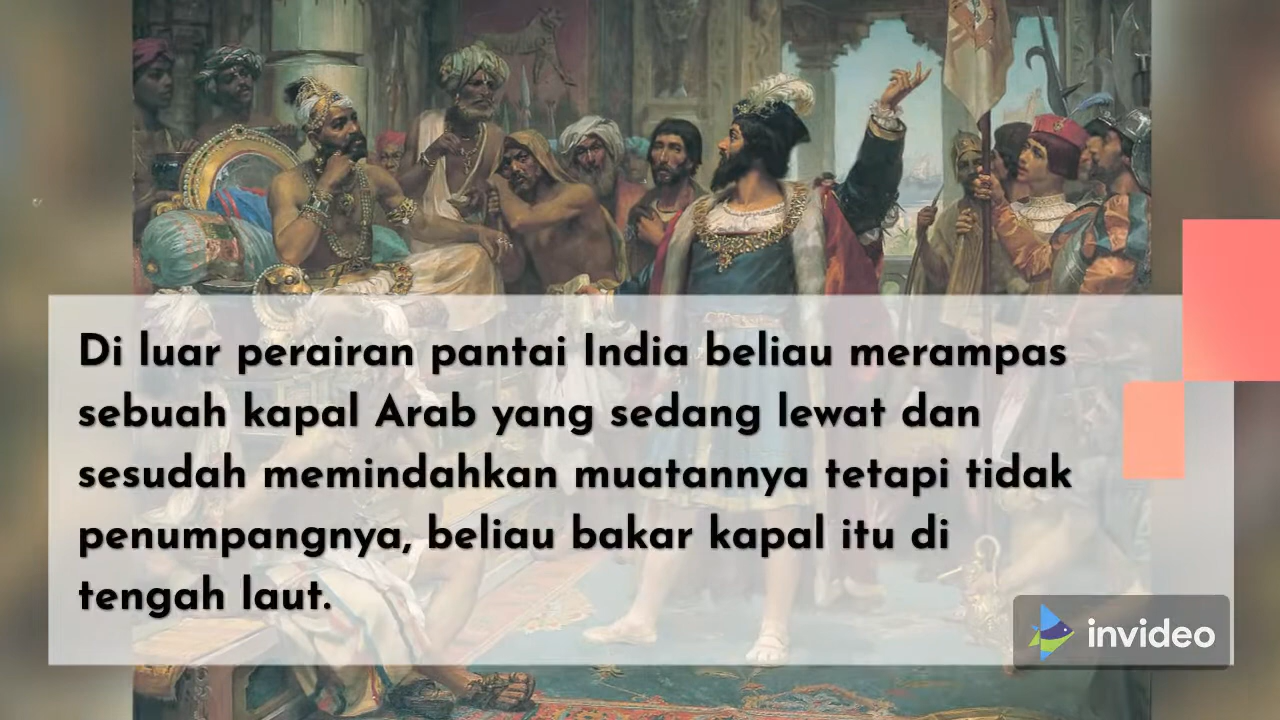 Di luar perairan pantai India beliau merampas
sebuah kapal Arab yang sedang lewat dan
sesudah memindahkan muatannya tetapi tidak
penumpangnya, beliau bakar kapal itu di
tengah laut.
invideo